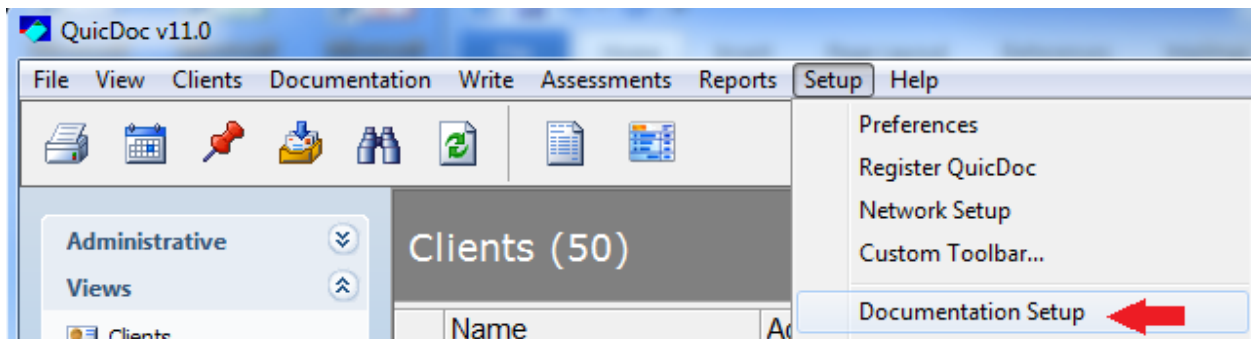 QuicDoc v11.0
File View Clients Documentation Write Assessments Reports Setup Help
Preferences
Register QuicDoc
Network Setup
Custom Toolbar...
Documentation Setup
Administrative
Views
Clients
Clients (50)
Name